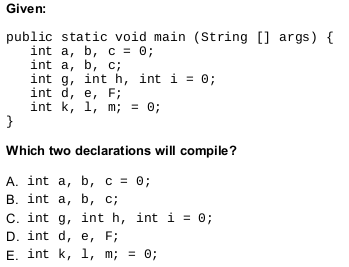 Given:
public static void main (String [] args) {
int a, b, c = 0;
int a, b, c;
int g, int h, int i = 0;
int d, e, F;
int k, l, m; = 0;
}
Which two declarations will compile?
A. int a, b, c = 0;
B. int a, b, c;
C. int g, int h, int i = 0;
D. int d, e, F;
E. int k, l, m; = 0;